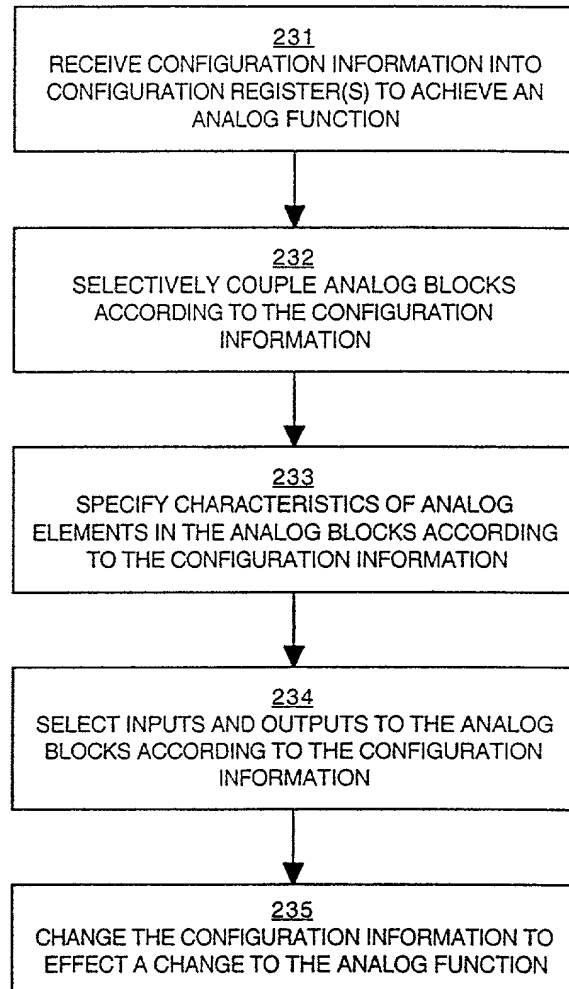 231
RECEIVE CONFIGURATION INFORMATION INTO
CONFIGURATION REGISTER(S) TO ACHIEVE AN
ANALOG FUNCTION
232
SELECTIVELY COUPLE ANALOG BLOCKS
ACCORDING TO THE CONFIGURATION
INFORMATION
233
SPECIFY CHARACTERISTICS OF ANALOG
ELEMENTS IN THE ANALOG BLOCKS ACCORDING
TO THE CONFIGURATION INFORMATION
234
SELECT INPUTS AND OUTPUTS TO THE ANALOG
BLOCKS ACCORDING TO THE CONFIGURATION
INFORMATION
235
CHANGE THE CONFIGURATION INFORMATION TO
EFFECT A CHANGE TO THE ANALOG FUNCTION